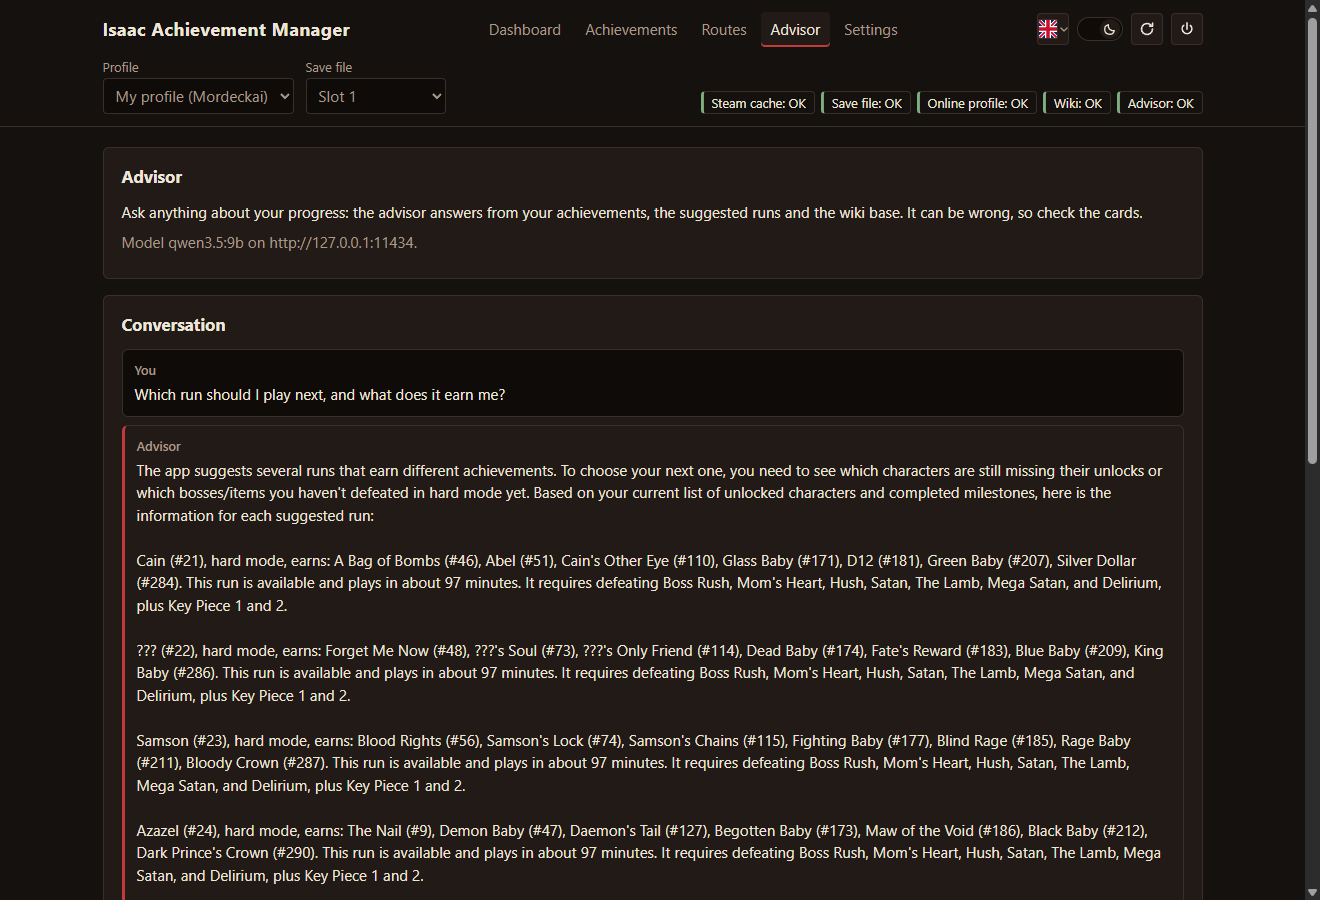 Isaac Achievement Manager
Dashboard
Achievements
Routes
Advisor
Settings
Profile
Save file
My profile (Mordeckai)
Slot 1
Steam cache: OK
Save file: OK
Online profile: OK
Wiki: OK
Advisor: OK
Advisor
Ask anything about your progress: the advisor answers from your achievements, the suggested runs and the wiki base. It can be wrong, so check the cards.
Model qwen3.5:9b on http://127.0.0.1:11434.
Conversation
You
Which run should I play next, and what does it earn me?
Advisor
The app suggests several runs that earn different achievements. To choose your next one, you need to see which characters are still missing their unlocks or
which bosses/items you haven't defeated in hard mode yet. Based on your current list of unlocked characters and completed milestones, here is the
information for each suggested run:
Cain (#21), hard mode, earns: A Bag of Bombs (#46), Abel (#51), Cain's Other Eye (#110), Glass Baby (#171), D12 (#181), Green Baby (#207), Silver Dollar
(#284). This run is available and plays in about 97 minutes. It requires defeating Boss Rush, Mom's Heart, Hush, Satan, The Lamb, Mega Satan, and Delirium,
plus Key Piece 1 and 2.
??? (#22), hard mode, earns: Forget Me Now (#48), ???'s Soul (#73), ???'s Only Friend (#114), Dead Baby (#174), Fate's Reward (#183), Blue Baby (#209), King
Baby (#286). This run is available and plays in about 97 minutes. It requires defeating Boss Rush, Mom's Heart, Hush, Satan, The Lamb, Mega Satan, and
Delirium, plus Key Piece 1 and 2.
Samson (#23), hard mode, earns: Blood Rights (#56), Samson's Lock (#74), Samson's Chains (#115), Fighting Baby (#177), Blind Rage (#185), Rage Baby
(#211), Bloody Crown (#287). This run is available and plays in about 97 minutes. It requires defeating Boss Rush, Mom's Heart, Hush, Satan, The Lamb,
Mega Satan, and Delirium, plus Key Piece 1 and 2.
Azazel (#24), hard mode, earns: The Nail (#9), Demon Baby (#47), Daemon's Tail (#127), Begotten Baby (#173), Maw of the Void (#186), Black Baby (#212),
Dark Prince's Crown (#290). This run is available and plays in about 97 minutes. It requires defeating Boss Rush, Mom's Heart, Hush, Satan, The Lamb, Mega
Satan, and Delirium, plus Key Piece 1 and 2.